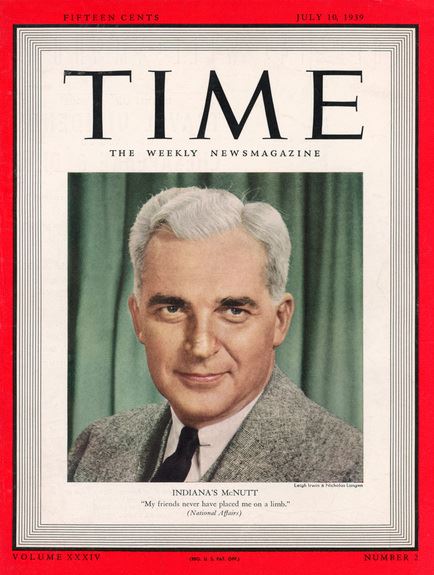 FIFTEEN CENTS JULY 10, 1939
TIME
THE WEEKLY NEWSMAGAZINE
Leigh Irwin & Nicholas Langen
INDIANA'S McNUTT
"My friends never have placed me on a limb."
(National Affairs)
VOLUME XXXIV (REG. U. S. PAT. OFF.) NUMBER 2